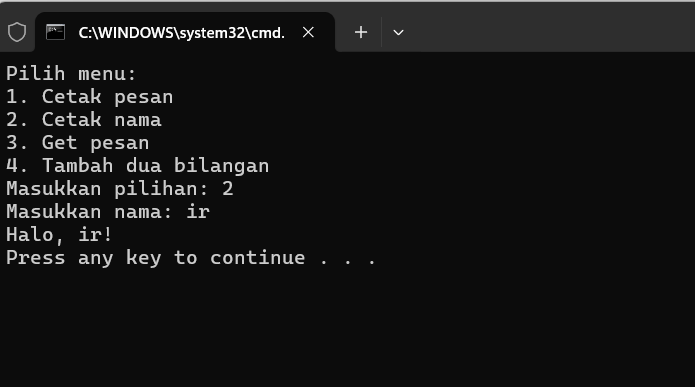 C:\WINDOWS\system32\cmd.
Pilih menu:
1. Cetak pesan
2. Cetak nama
3. Get pesan
4. Tambah dua bilangan
Masukkan pilihan: 2
Masukkan nama: ir
Halo, ir!
Press any key to continue . . .